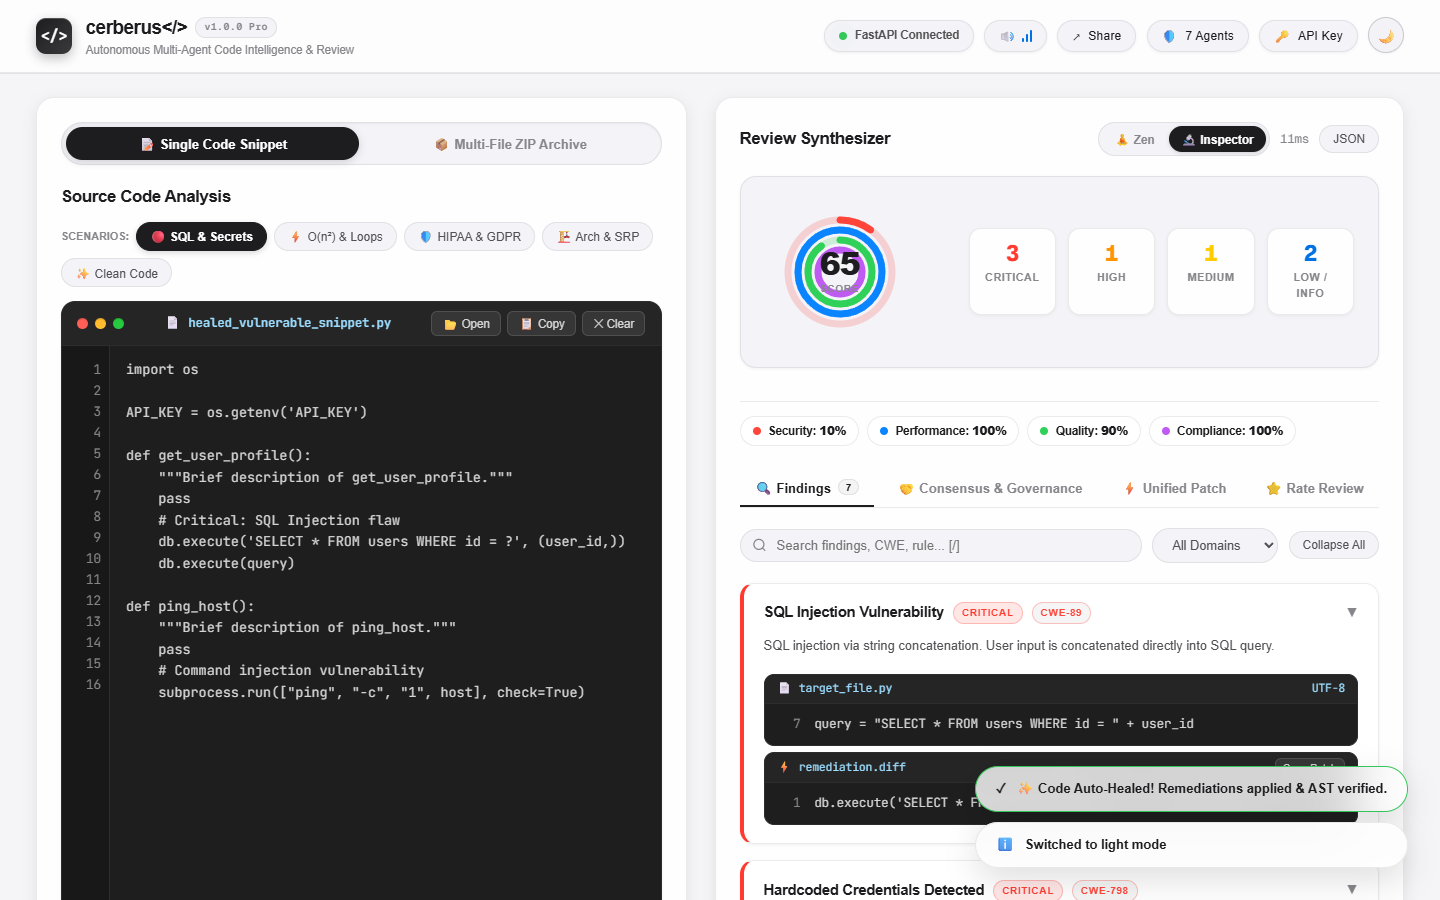 </> cerberus</> v1.0.0 Pro
Autonomous Multi-Agent Code Intelligence & Review
FastAPI Connected
Share
7 Agents
API Key
Single Code Snippet
Multi-File ZIP Archive
Source Code Analysis
SCENARIOS: SQL & Secrets O(n²) & Loops HIPAA & GDPR Arch & SRP
Clean Code
healed_vulnerable_snippet.py Open Copy Clear
1 import os
2
3 API_KEY = os.getenv('API_KEY')
4
5 def get_user_profile():
6 """Brief description of get_user_profile."""
7 pass
8 # Critical: SQL Injection flaw
9 db.execute('SELECT * FROM users WHERE id = ?', (user_id,))
10 db.execute(query)
11
12 def ping_host():
13 """Brief description of ping_host."""
14 pass
15 # Command injection vulnerability
16 subprocess.run(["ping", "-c", "1", host], check=True)
Review Synthesizer
Zen Inspector 11ms JSON
65
SCORE
3
CRITICAL
1
HIGH
1
MEDIUM
2
LOW /
INFO
Security: 10% Performance: 100% Quality: 90% Compliance: 100%
Findings 7 Consensus & Governance Unified Patch Rate Review
Search findings, CWE, rule... [/] All Domains Collapse All
SQL Injection Vulnerability CRITICAL CWE-89
SQL injection via string concatenation. User input is concatenated directly into SQL query.
target_file.py UTF-8
7 query = "SELECT * FROM users WHERE id = " + user_id
remediation.diff
1 db.execute('SELECT * F
✓ Code Auto-Healed! Remediations applied & AST verified.
Switched to light mode
Hardcoded Credentials Detected CRITICAL CWE-798